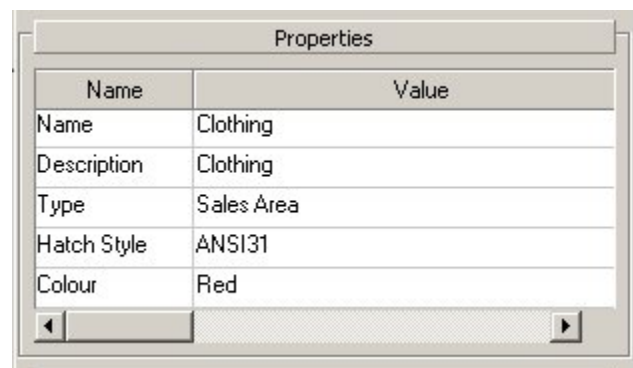 Properties
Name Value
Name Clothing
Description Clothing
Type Sales Area
Hatch Style ANSI31
Colour Red